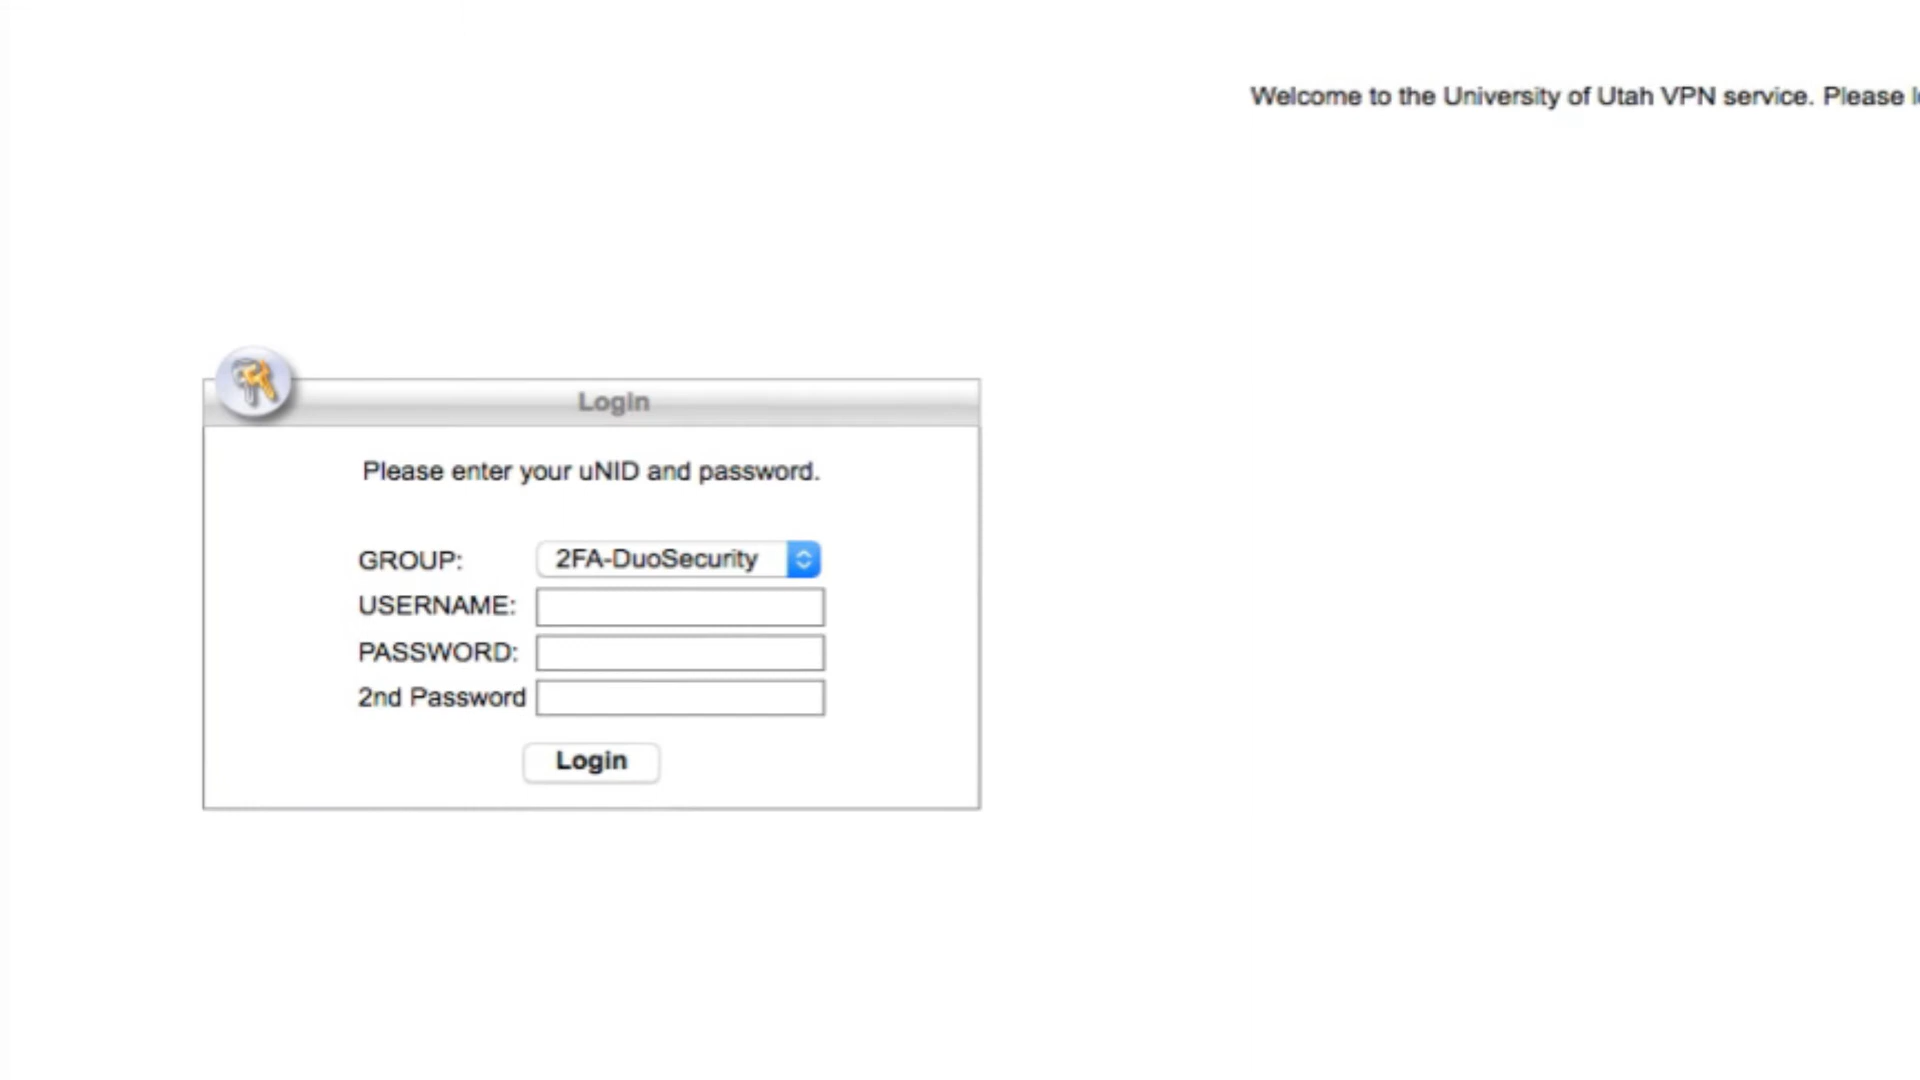 Welcome to the University of Utah VPN service. Please
Login
Please enter your uNID and password.
GROUP: 2FA-DuoSecurity
USERNAME:
PASSWORD:
2nd Password
Login